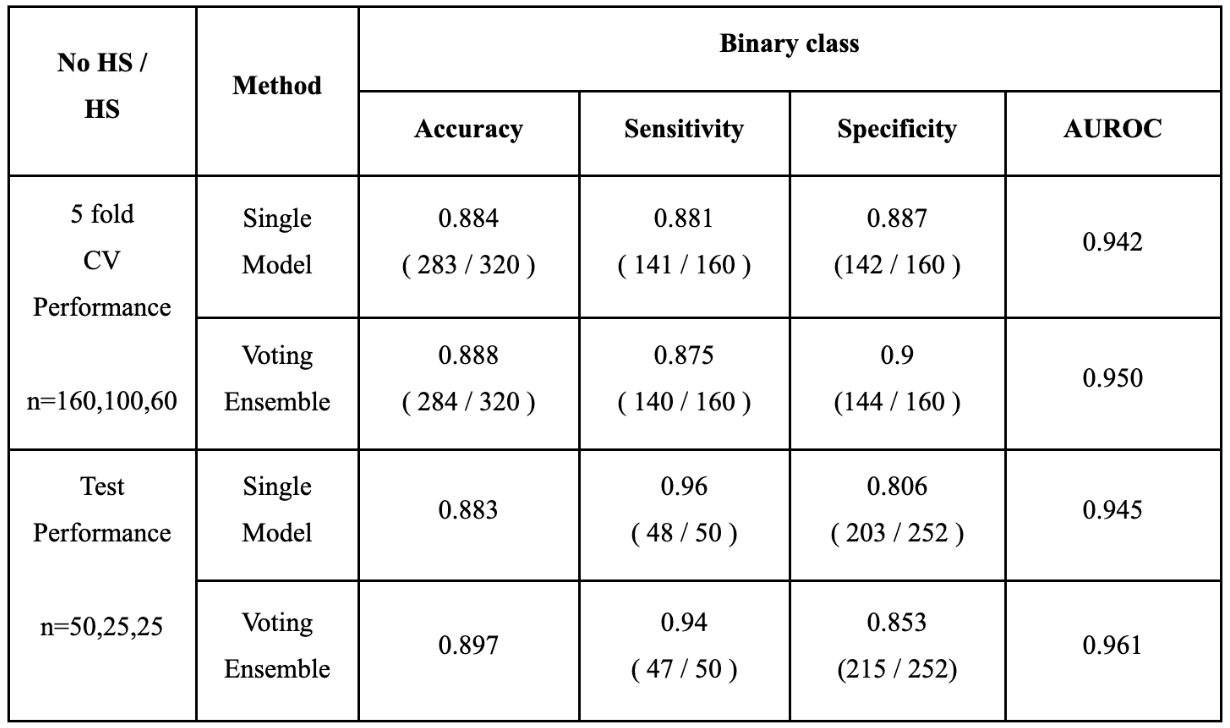 No HS /
HS
Method
Binary class
Accuracy
Sensitivity
Specificity
AUROC
5 fold
CV
Performance
n=160,100,60
Single
Model
0.884
( 283 / 320 )
0.881
( 141 / 160 )
0.887
(142 / 160 )
0.942
Voting
Ensemble
0.888
( 284 / 320 )
0.875
( 140 / 160 )
0.9
(144 / 160 )
0.950
Test
Performance
n=50,25,25
Single
Model
0.883
0.96
( 48 / 50 )
0.806
( 203 / 252 )
0.945
Voting
Ensemble
0.897
0.94
( 47 / 50 )
0.853
(215 / 252)
0.961